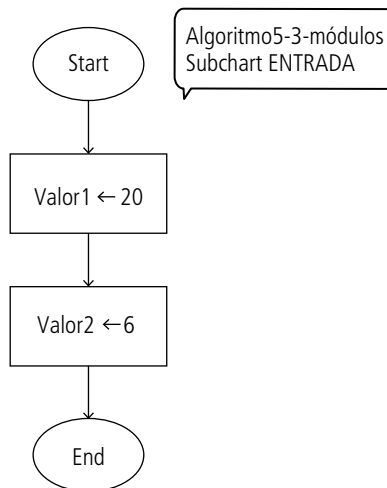 Start
Algoritmo5-3-módulos
Subchart ENTRADA
Valor1 ← 20
Valor2 ←6
End